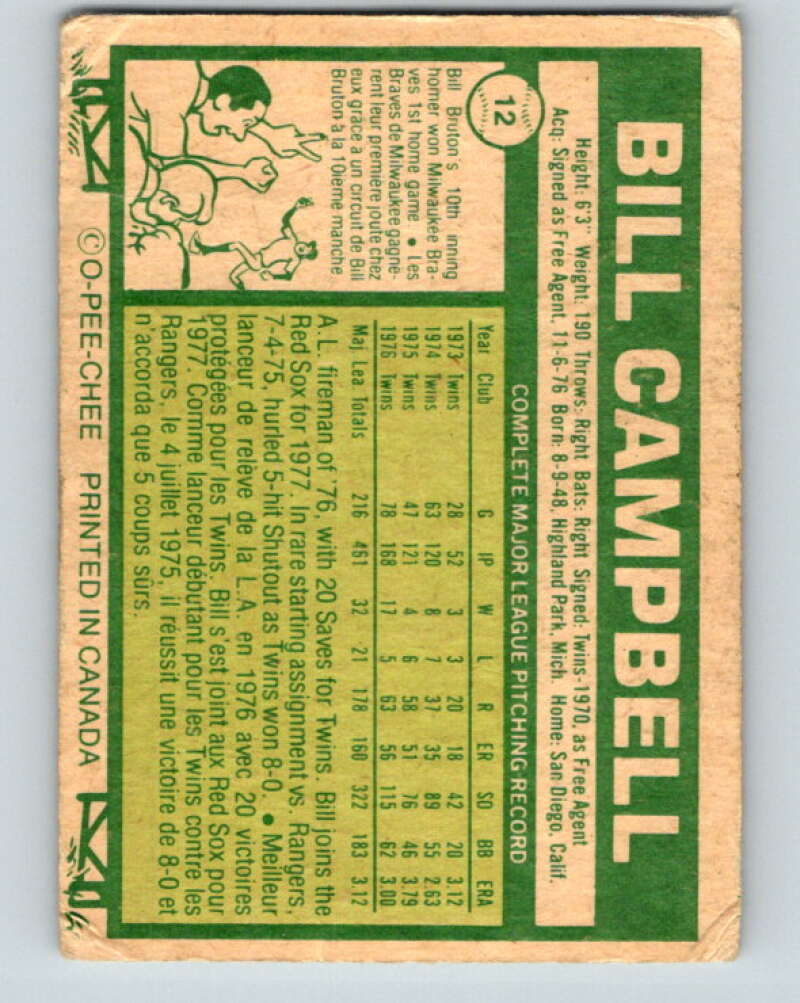 12
BILL CAMPBELL
Height: 6'3" Weight: 190 Throws: Right Bats: Right Signed: Twins-1970, as Free Agent
Acq: Signed as Free Agent, 11-6-76 Born: 8-9-48, Highland Park, Mich. Home: San Diego, Calif.
COMPLETE MAJOR LEAGUE PITCHING RECORD
Bill Bruton's 10th inning
homer won Milwaukee Bra-
ves 1st home game • Les
Braves de Milwaukee gagnè-
rent leur première joute chez
eux grâce a un circuit de Bill
Bruton à la 10ième manche
Year Club G IP W L R ER SO BB ERA
1973 Twins 28 52 3 3 20 18 42 20 3.12
1974 Twins 63 120 8 7 37 35 89 55 2.63
1975 Twins 47 121 4 6 58 51 76 46 3.79
1976 Twins 78 168 17 5 63 56 115 62 3.00
Maj Lea Totals 216 461 32 21 178 160 322 183 3.12
A.L. fireman of '76, with 20 Saves for Twins. Bill joins the
Red Sox for 1977. In rare starting assignment vs. Rangers,
7-4-75, hurled 5-hit Shutout as Twins won 8-0. • Meilleur
lanceur de relève de la L.A. en 1976 avec 20 victoires
protégées pour les Twins. Bill s'est joint aux Red Sox pour
1977. Comme lanceur débutant pour les Twins contre les
Rangers, le 4 juillet 1975, il réussit une victoire de 8-0 et
n'accorda que 5 coups sûrs.
©O-PEE-CHEE PRINTED IN CANADA